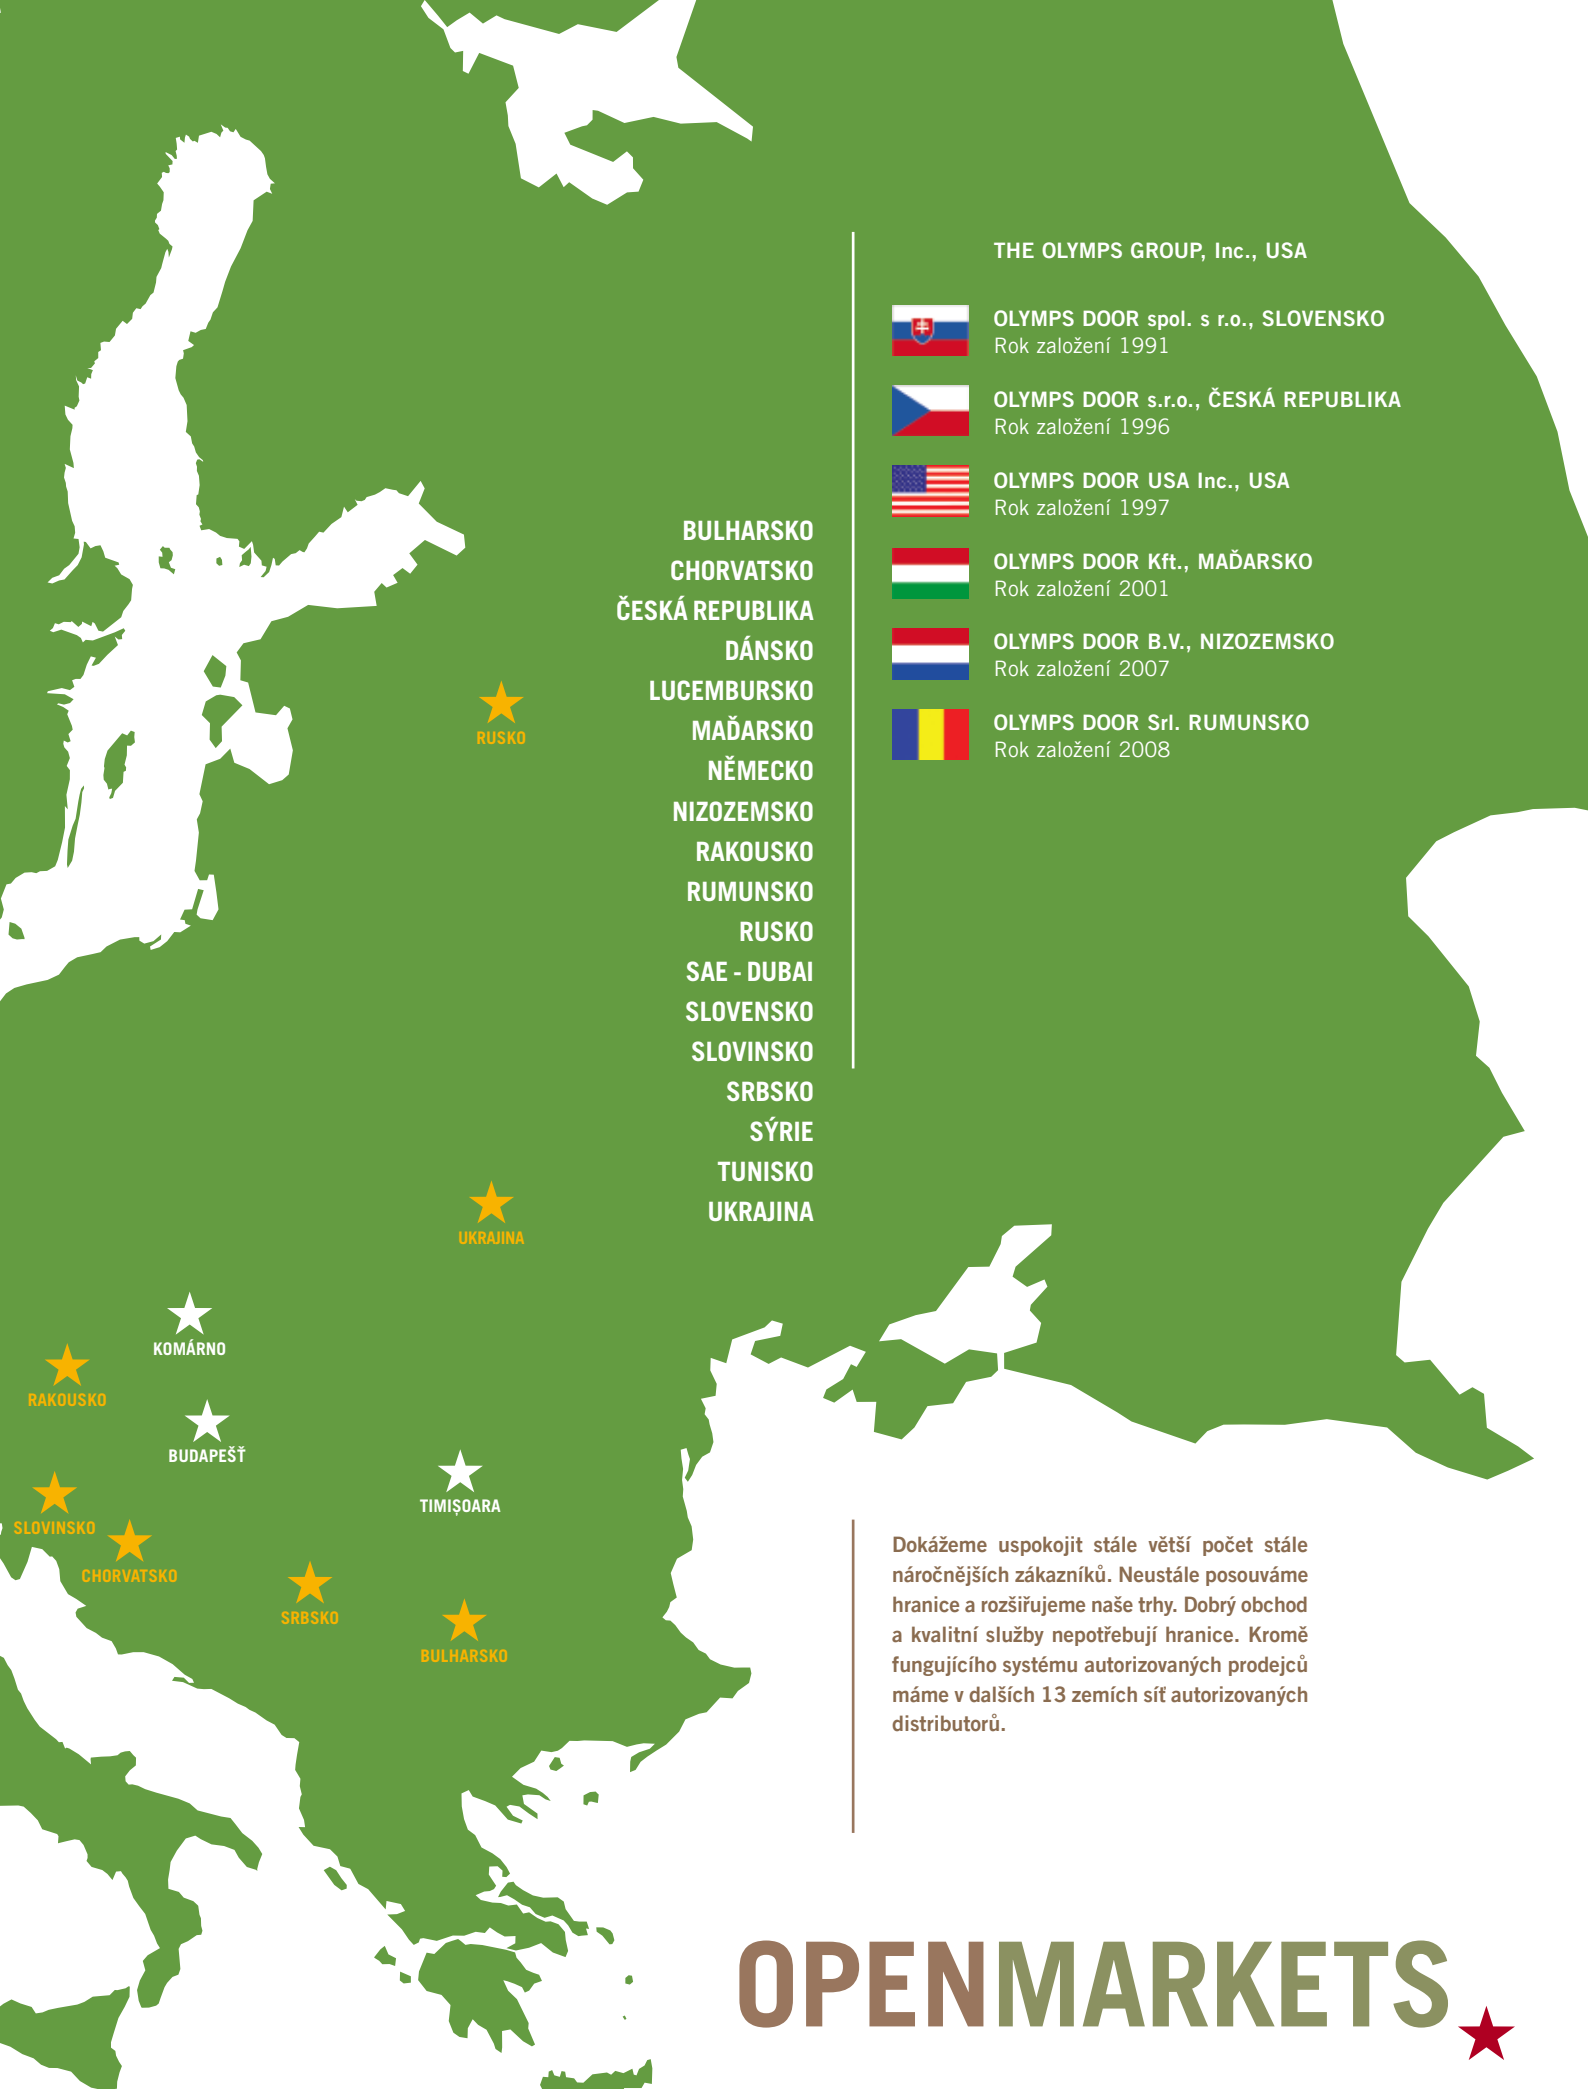 THE OLYMPS GROUP, Inc., USA
OLYMPS DOOR spol. s r.o., SLOVENSKO
Rok založení 1991
OLYMPS DOOR s.r.o., ČESKÁ REPUBLIKA
Rok založení 1996
OLYMPS DOOR USA Inc., USA
Rok založení 1997
OLYMPS DOOR Kft., MAĎARSKO
Rok založení 2001
OLYMPS DOOR B.V., NIZOZEMSKO
Rok založení 2007
OLYMPS DOOR Srl. RUMUNSKO
Rok založení 2008
BULHARSKO
CHORVATSKO
ČESKÁ REPUBLIKA
DÁNSKO
LUCEMBURSKO
MAĎARSKO
NĚMECKO
NIZOZEMSKO
RAKOUSKO
RUMUNSKO
RUSKO
SAE - DUBAI
SLOVENSKO
SLOVINSKO
SRBSKO
SÝRIE
TUNISKO
UKRAJINA
RUSKO
UKRAJINA
KOMÁRNO
RAKOUSKO
BUDAPEŠŤ
TIMIȘOARA
SLOVINSKO
CHORVATSKO
SRBSKO
BULHARSKO
Dokážeme uspokojit stále větší počet stále
náročnějších zákazníků. Neustále posouváme
hranice a rozšiřujeme naše trhy. Dobrý obchod
a kvalitní služby nepotřebují hranice. Kromě
fungujícího systému autorizovaných prodejců
máme v dalších 13 zemích síť autorizovaných
distributorů.
OPENMARKETS